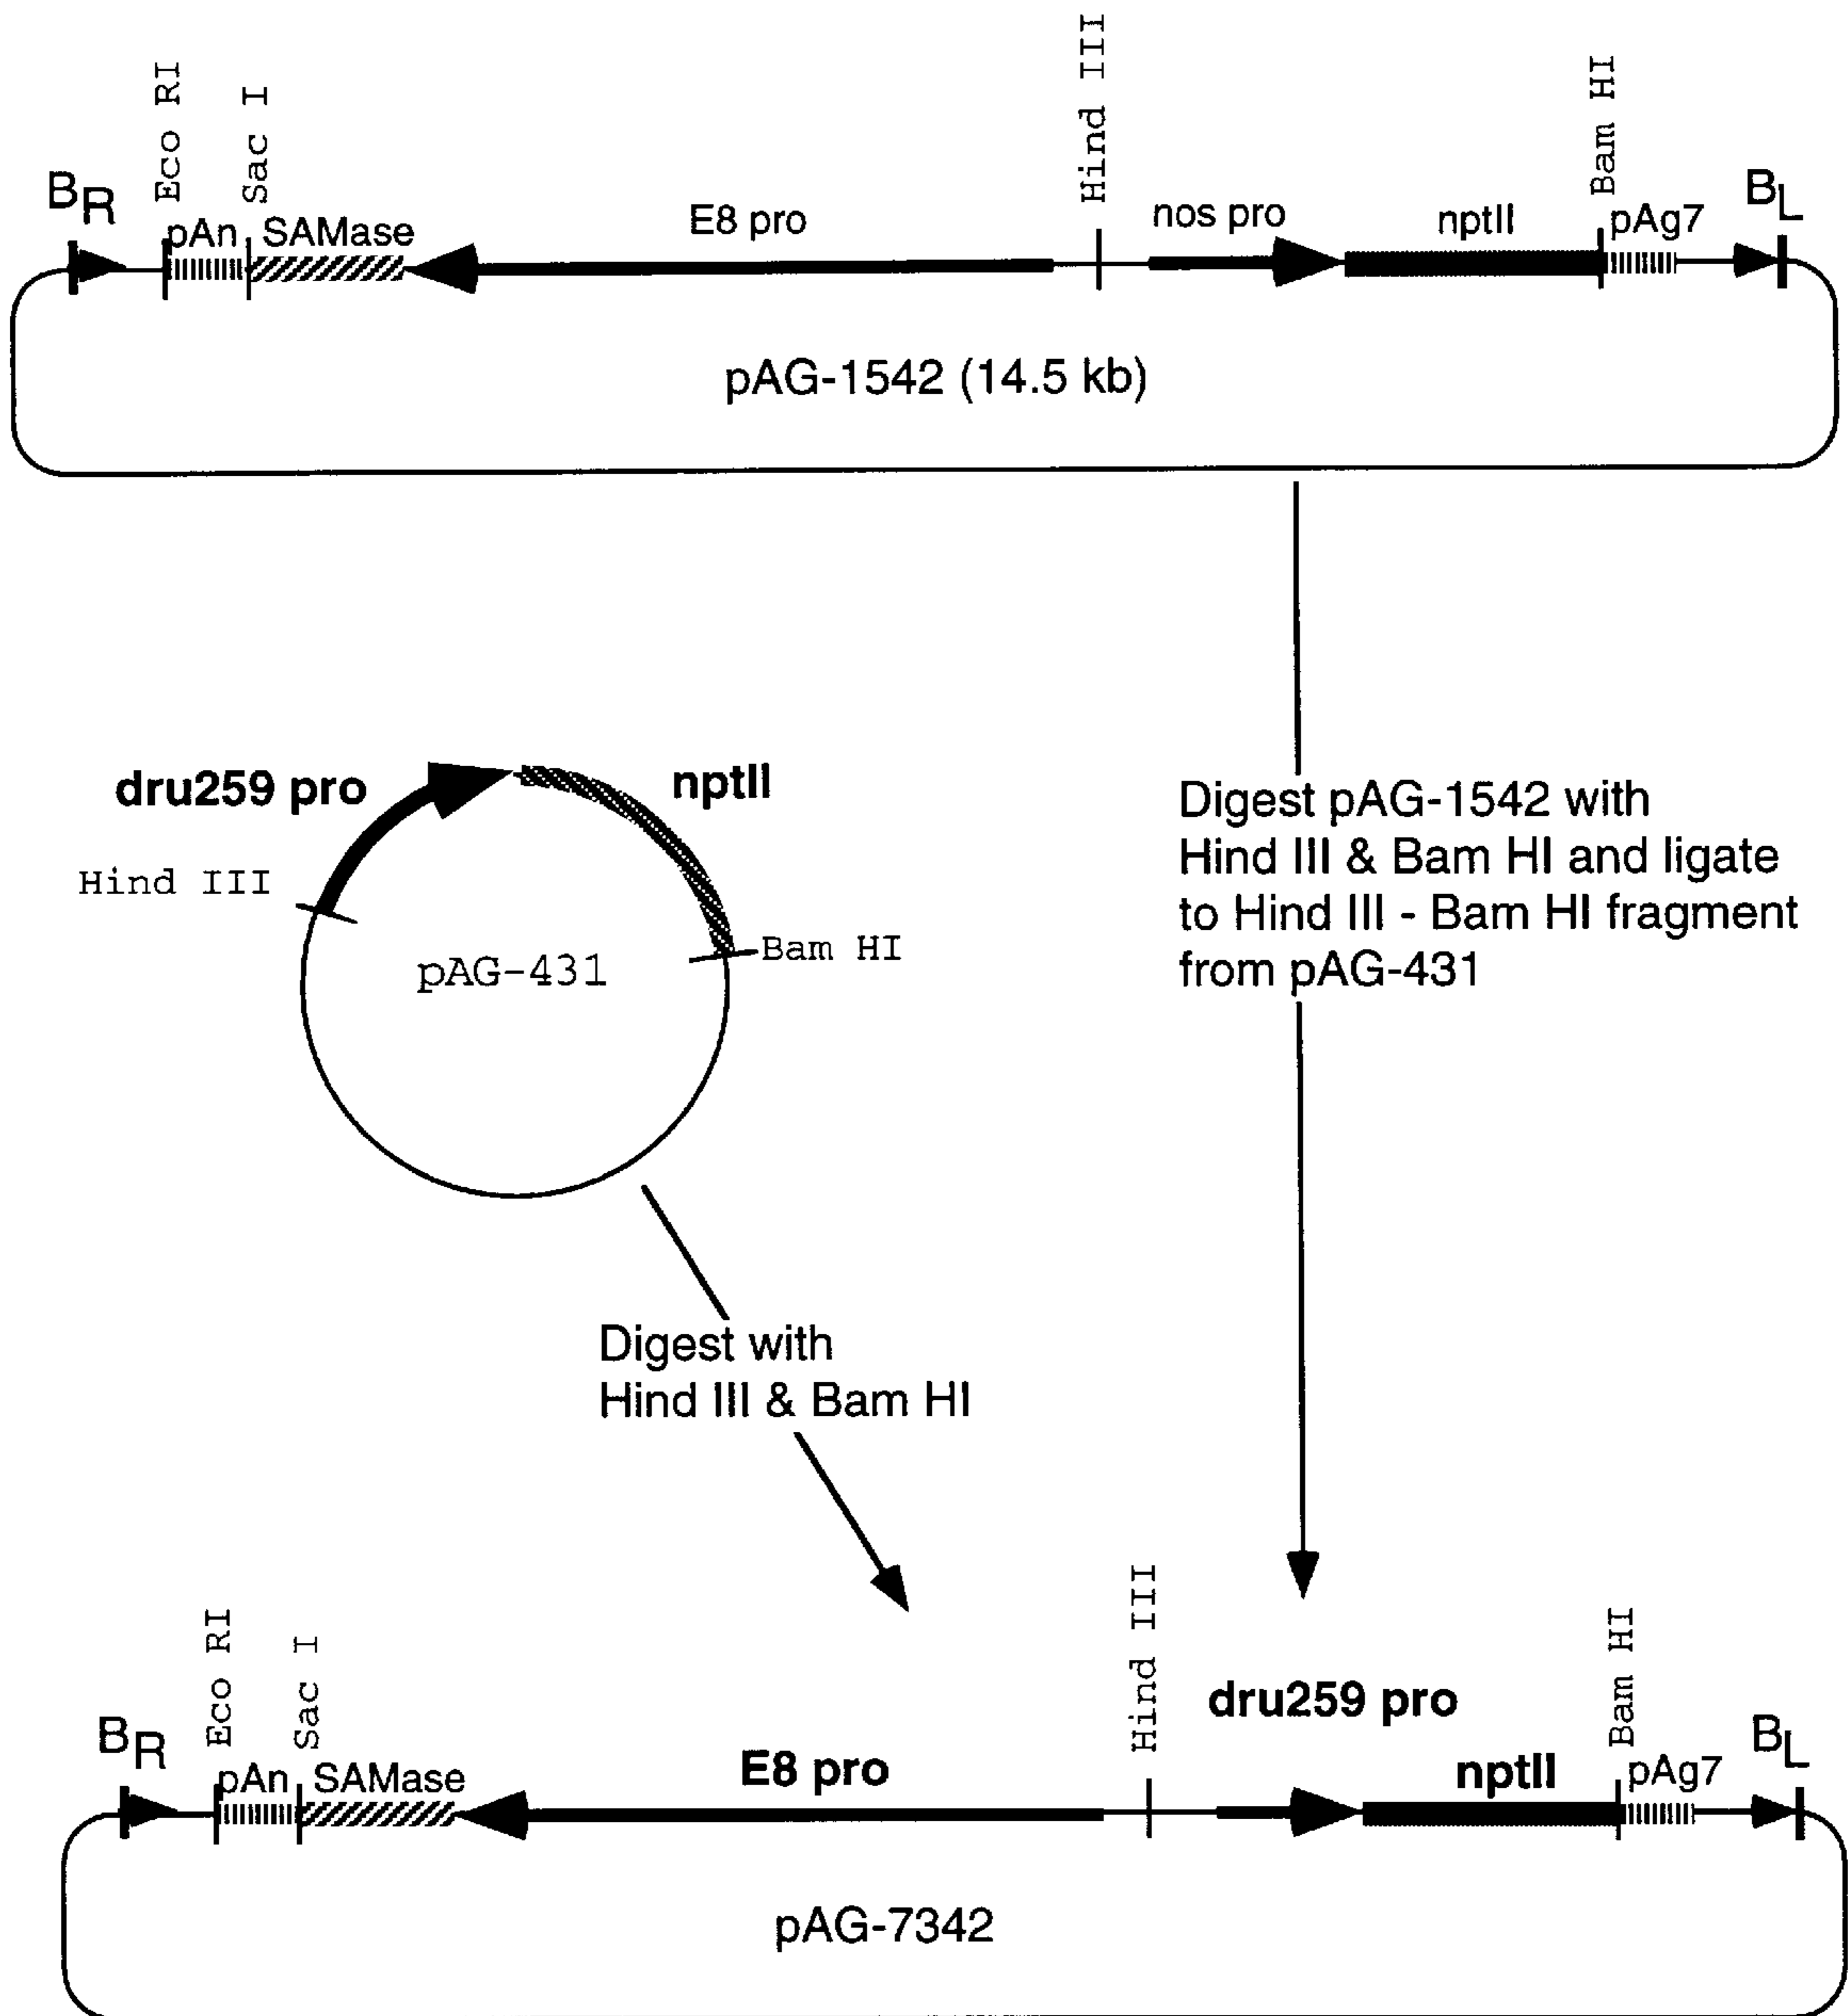 Eco RI
Sac I
Hind III
Bam HI
BR
pAn
SAMase
E8 pro
nos pro
nptII
pAg7
BL
pAG-1542 (14.5 kb)
dru259 pro
nptII
Hind III
pAG-431
Bam HI
Digest pAG-1542 with
Hind III & Bam HI and ligate
to Hind III - Bam HI fragment
from pAG-431
Digest with
Hind III & Bam HI
Eco RI
Sac I
Hind III
Bam HI
dru259 pro
BR
pAn
SAMase
E8 pro
nptII
pAg7
BL
pAG-7342